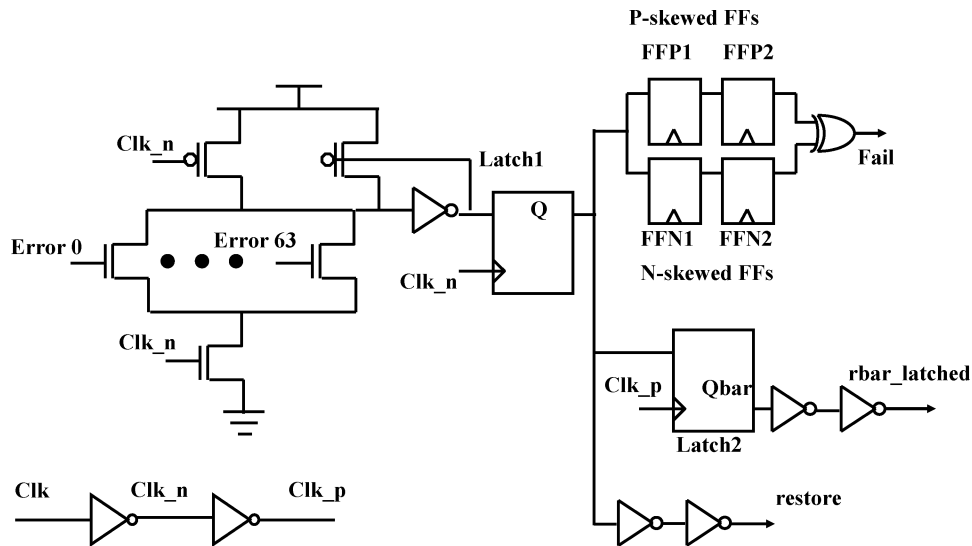 P-skewed FFs
FFP1
FFP2
Clk_n
Latch1
Fail
Q
Error 0
Error 63
FFN1
FFN2
N-skewed FFs
Clk_n
Clk_n
Clk_p
Qbar
rbar_latched
Latch2
Clk
Clk_n
Clk_p
restore